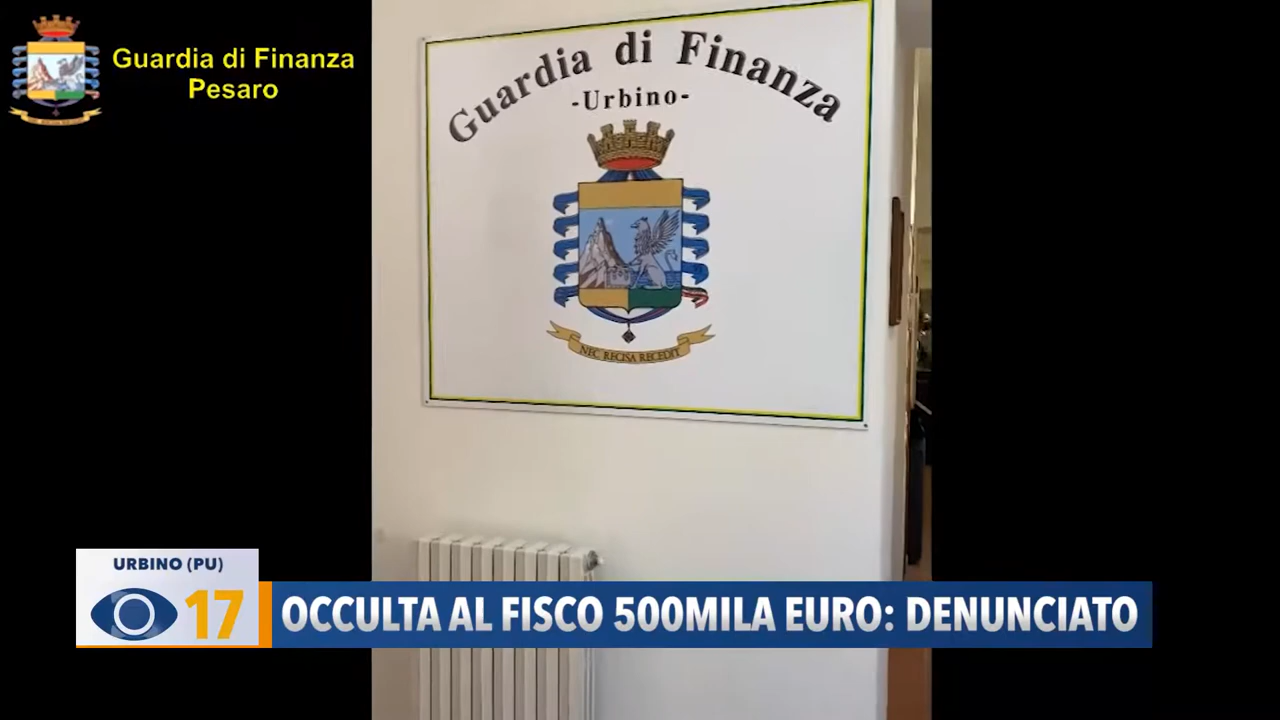 Guardia di Finanza
Pesaro
Guardia di Finanza
-Urbino-
NEC RECISA RECEDIT
URBINO (PU)
17
OCCULTA AL FISCO 500MILA EURO: DENUNCIATO